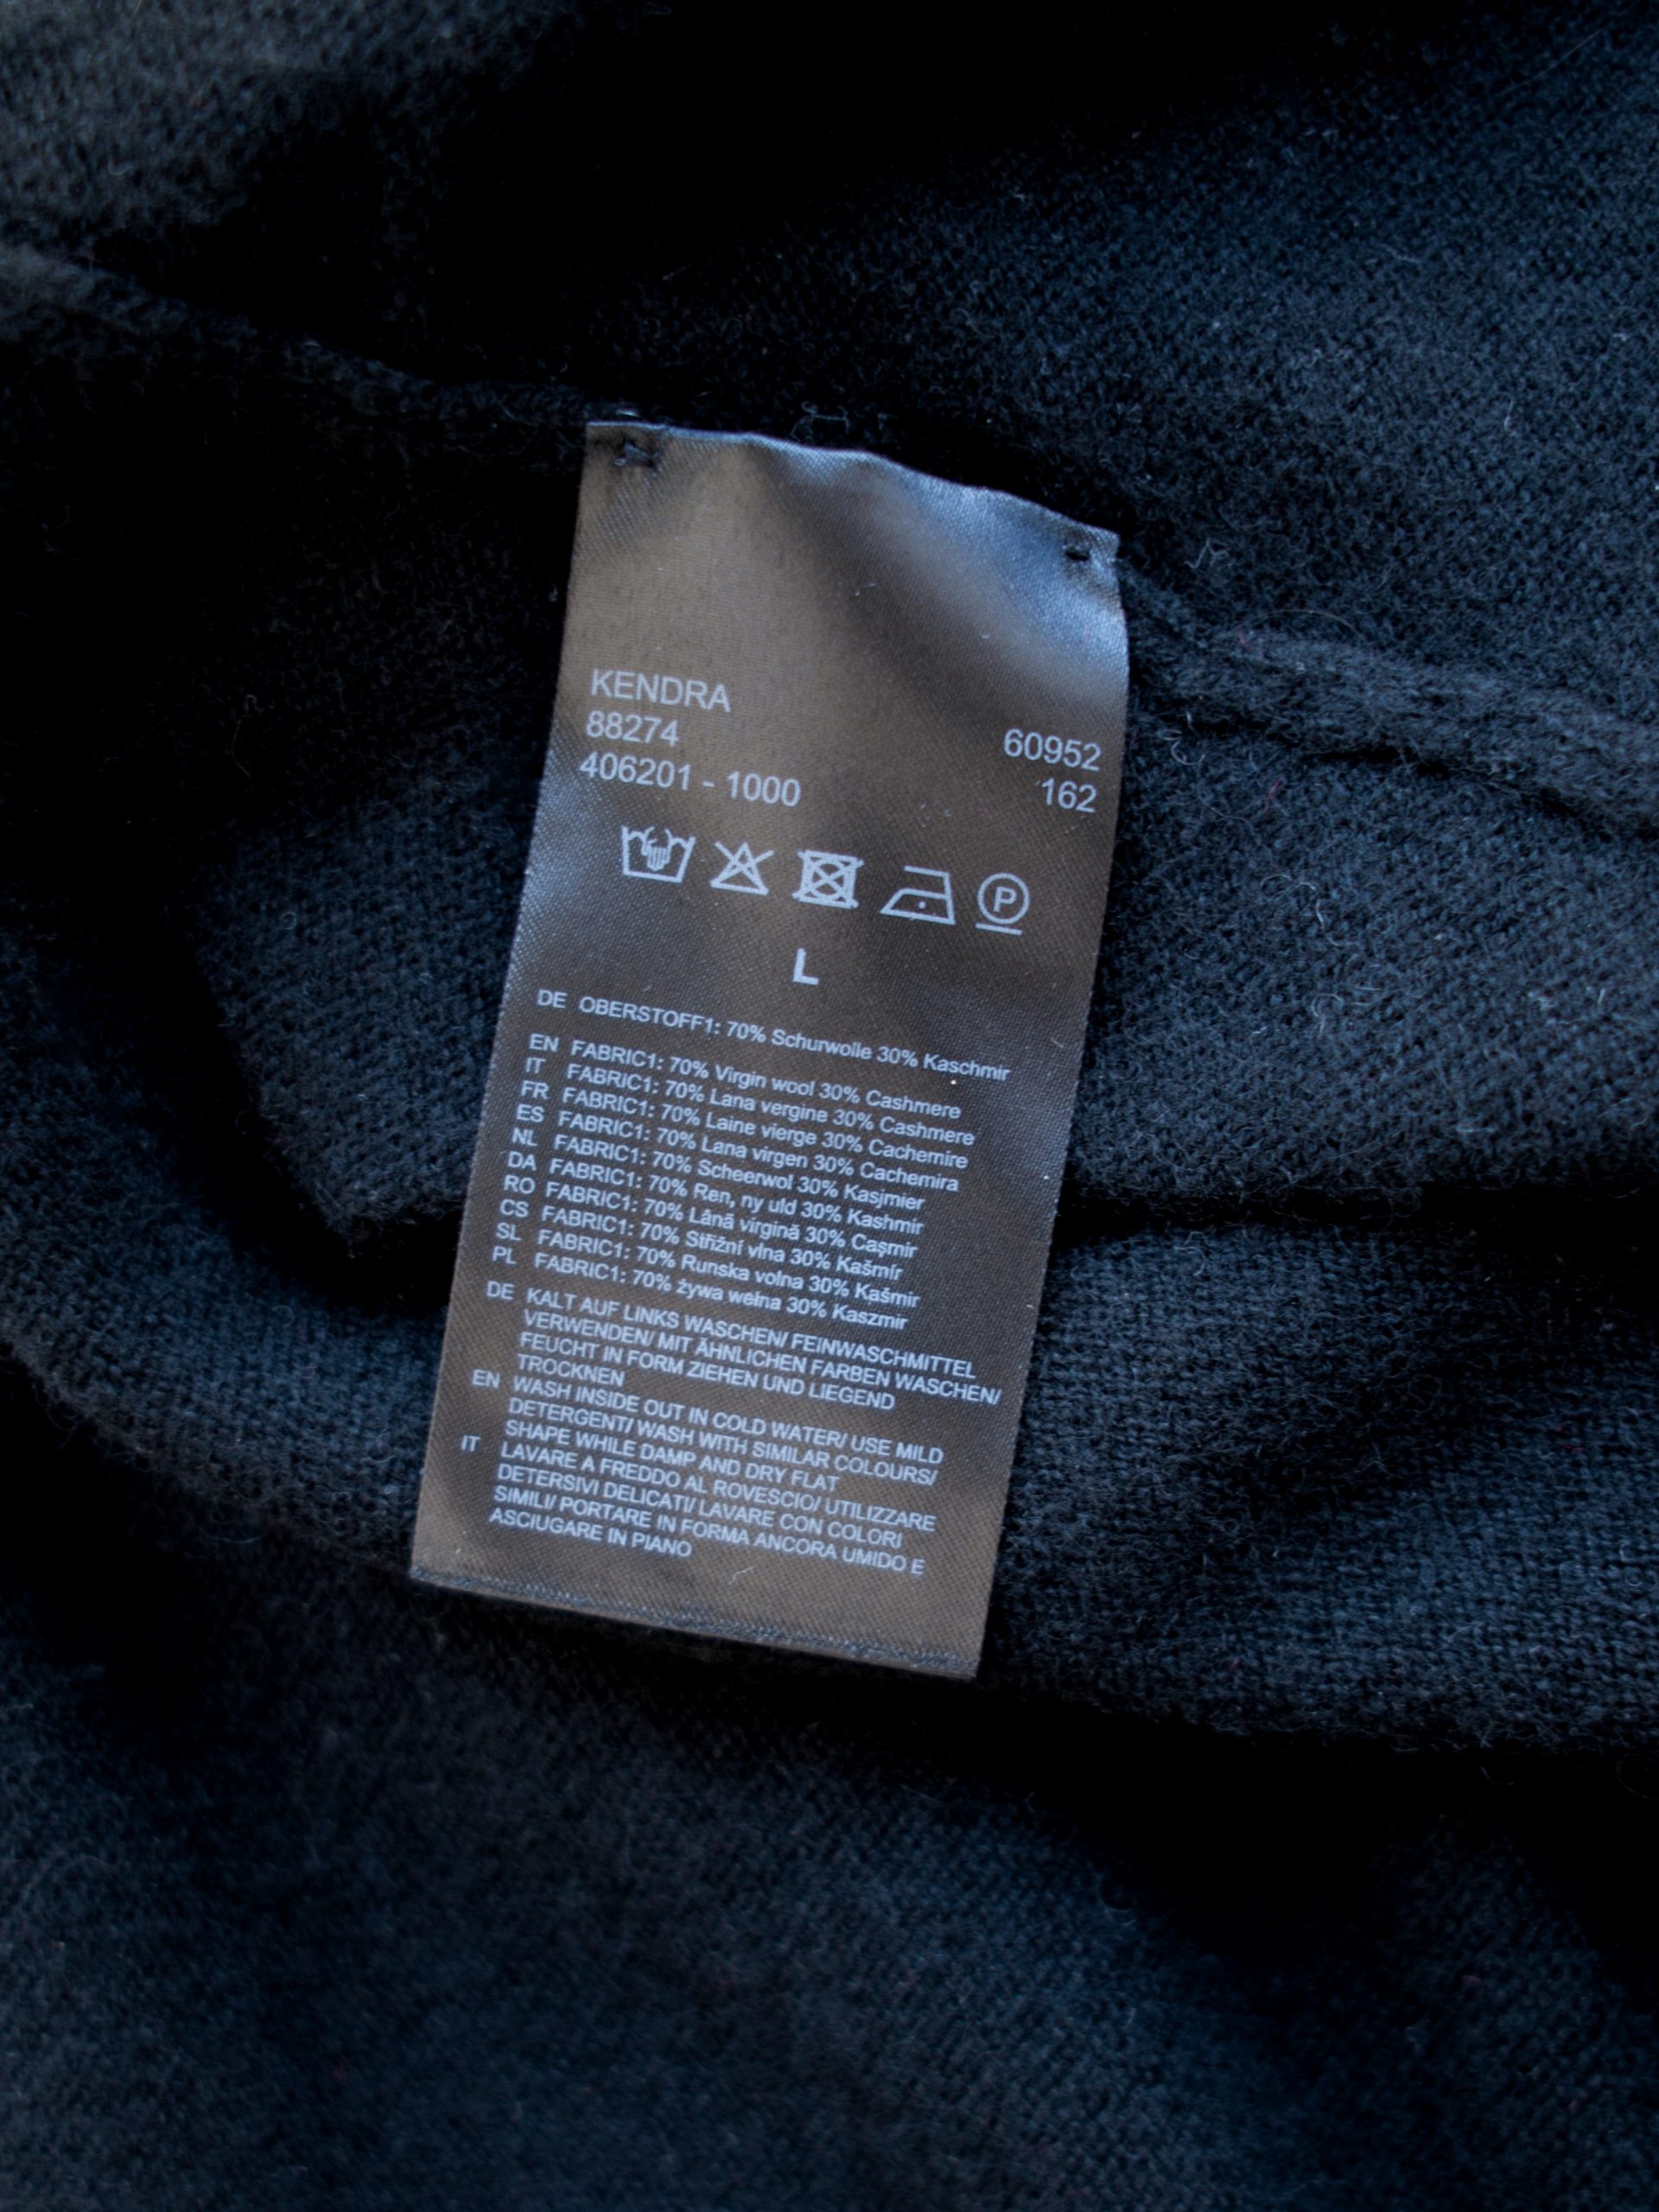 KENDRA
88274 60952
406201 - 1000 162
P
L
DE OBERSTOFF1: 70% Schurwolle 30% Kaschmir
EN FABRIC1: 70% Virgin wool 30% Cashmere
IT FABRIC1: 70% Lana vergine 30% Cashmere
FR FABRIC1: 70% Laine vierge 30% Cachemire
ES FABRIC1: 70% Lana virgen 30% Cachemira
NL FABRIC1: 70% Scheerwol 30% Kasjmier
DA FABRIC1: 70% Ren, ny uld 30% Kashmir
RO FABRIC1: 70% Lână virgină 30% Caşmir
CS FABRIC1: 70% Střižní vlna 30% Kašmír
SL FABRIC1: 70% Runska volna 30% Kašmir
PL FABRIC1: 70% żywa wełna 30% Kaszmir
DE KALT AUF LINKS WASCHEN/ FEINWASCHMITTEL
VERWENDEN/ MIT ÄHNLICHEN FARBEN WASCHEN/
FEUCHT IN FORM ZIEHEN UND LIEGEND
TROCKNEN
EN WASH INSIDE OUT IN COLD WATER/ USE MILD
DETERGENT/ WASH WITH SIMILAR COLOURS/
SHAPE WHILE DAMP AND DRY FLAT
IT LAVARE A FREDDO AL ROVESCIO/ UTILIZZARE
DETERSIVI DELICATI/ LAVARE CON COLORI
SIMILI/ PORTARE IN FORMA ANCORA UMIDO E
ASCIUGARE IN PIANO